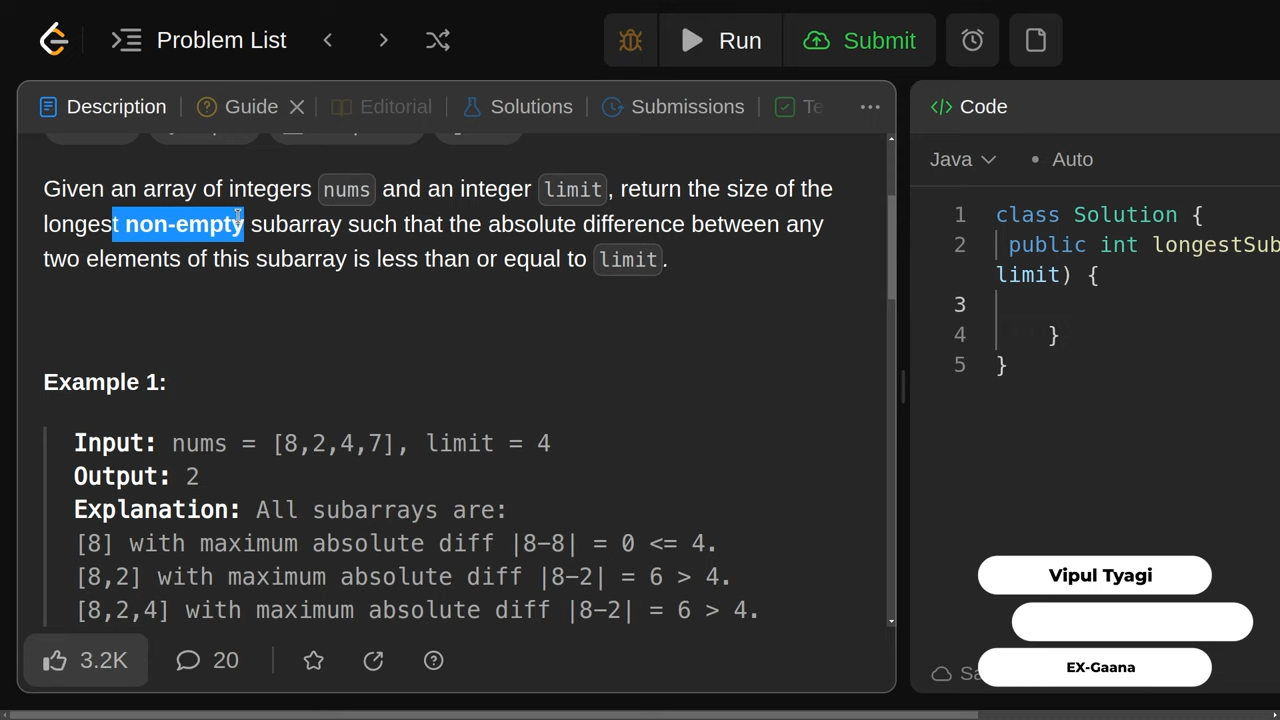 Problem List
Run
Submit
Description
Guide
Editorial
Solutions
Submissions
Te
Code
Given an array of integers nums and an integer limit, return the size of the
longest non-empty subarray such that the absolute difference between any
two elements of this subarray is less than or equal to limit.
Example 1:
Input: nums = [8,2,4,7], limit = 4
Output: 2
Explanation: All subarrays are:
[8] with maximum absolute diff |8-8| = 0 <= 4.
[8,2] with maximum absolute diff |8-2| = 6 > 4.
[8,2,4] with maximum absolute diff |8-2| = 6 > 4.
3.2K
20
Java
Auto
1 class Solution {
2 public int longestSub
limit) {
3
4 }
5 }
Vipul Tyagi
EX-Gaana